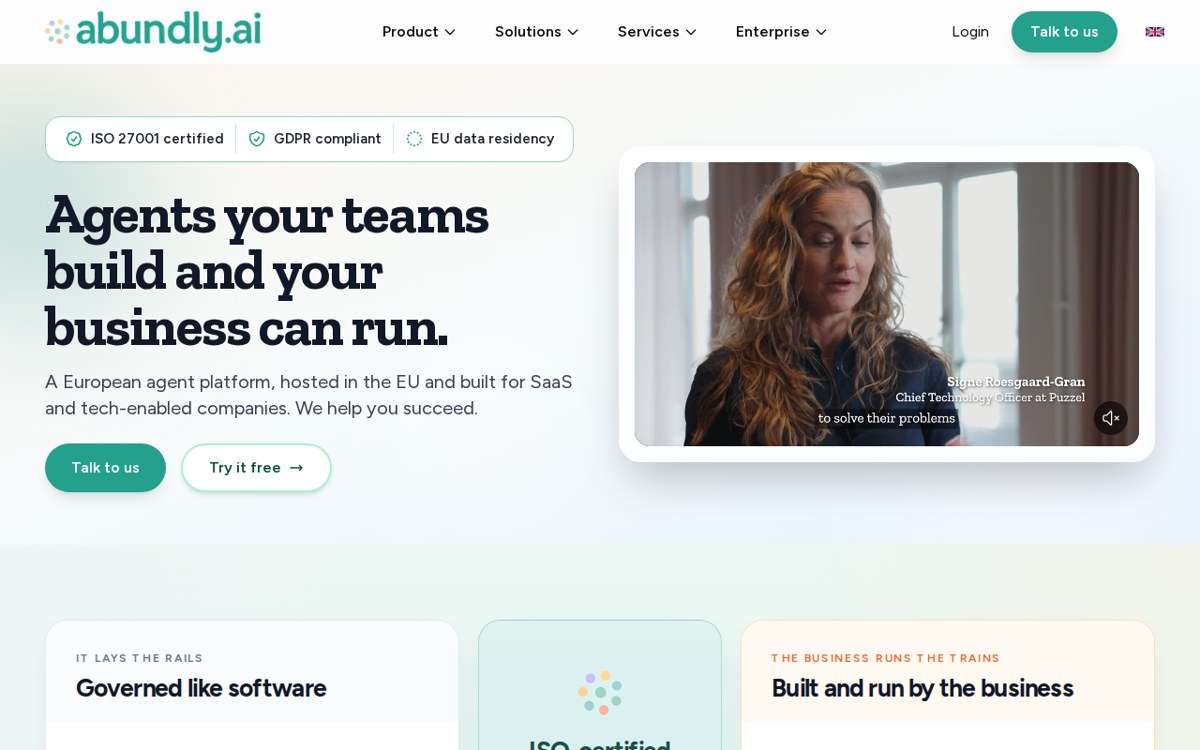 abundly.ai
Product
Solutions
Services
Enterprise
Login
Talk to us
ISO 27001 certified
GDPR compliant
EU data residency
Agents your teams
build and your
business can run.
A European agent platform, hosted in the EU and built for SaaS
and tech-enabled companies. We help you succeed.
Talk to us
Try it free →
Signe Roesgaard-Gran
Chief Technology Officer at Puzzel
to solve their problems
IT LAYS THE RAILS
Governed like software
ISO-certified
THE BUSINESS RUNS THE TRAINS
Built and run by the business